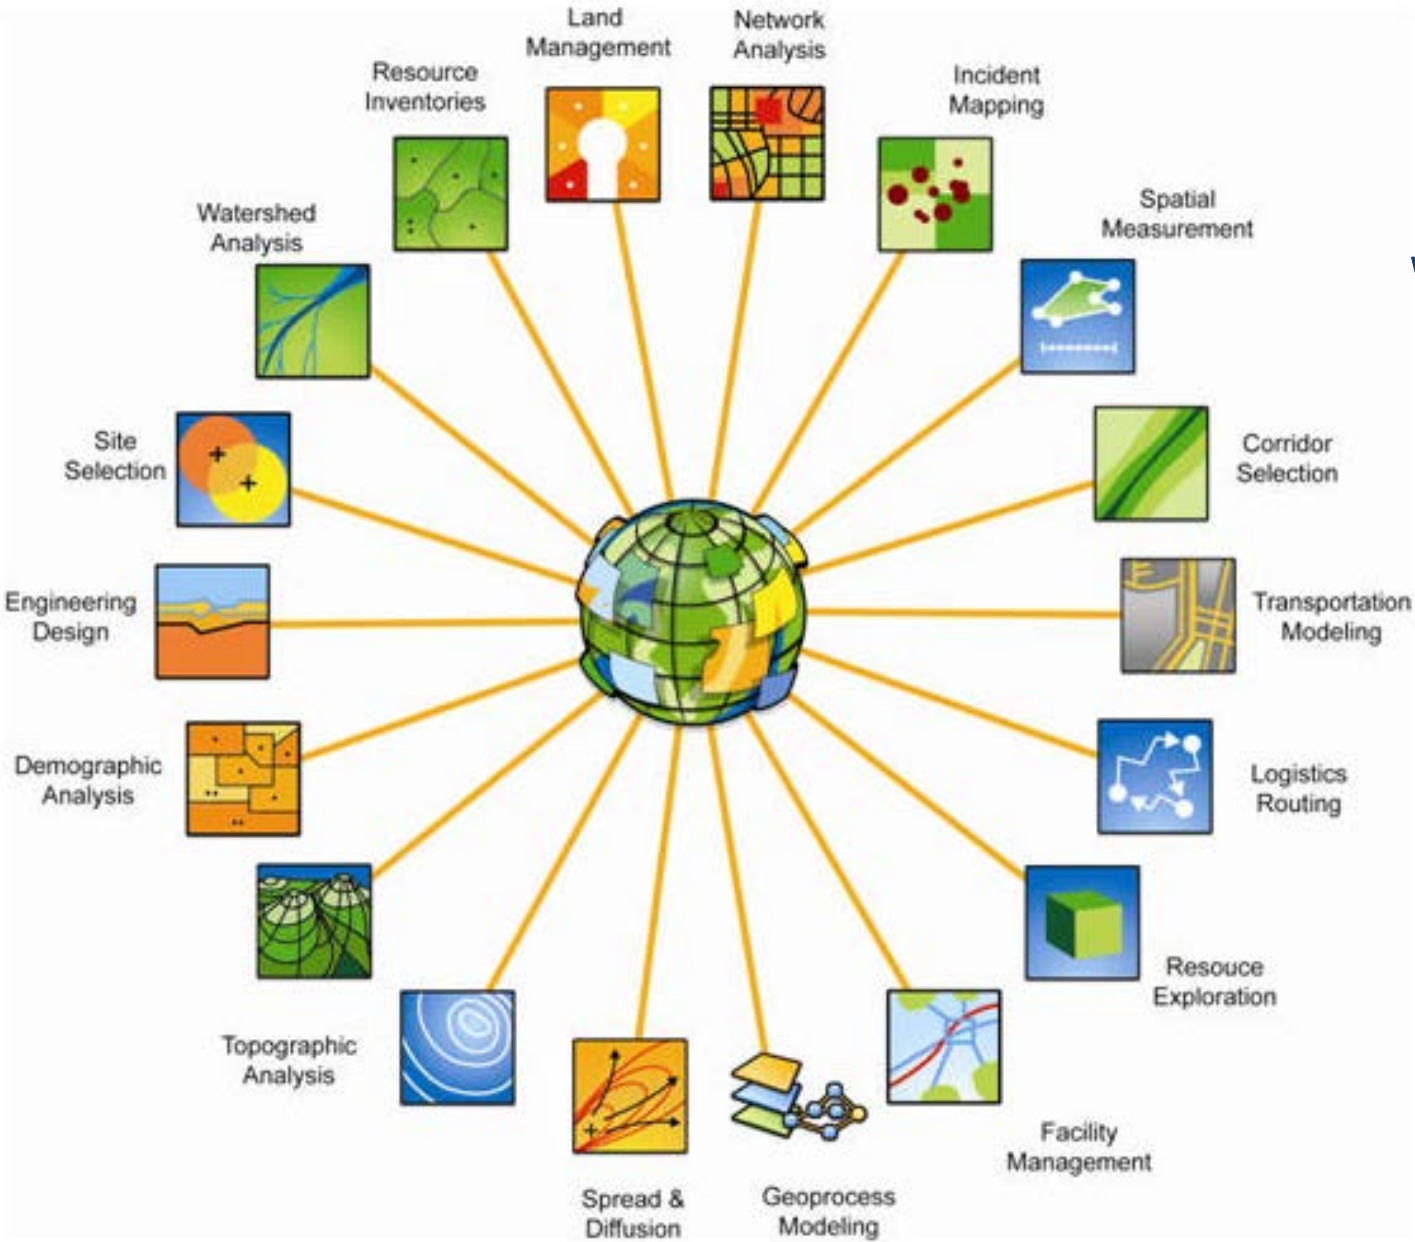 Land
Management
Network
Analysis
Resource
Inventories
Incident
Mapping
Watershed
Analysis
Spatial
Measurement
Site
Selection
Corridor
Selection
Engineering
Design
Transportation
Modeling
Demographic
Analysis
Logistics
Routing
Resouce
Exploration
Topographic
Analysis
Facility
Management
Spread &
Diffusion
Geoprocess
Modeling